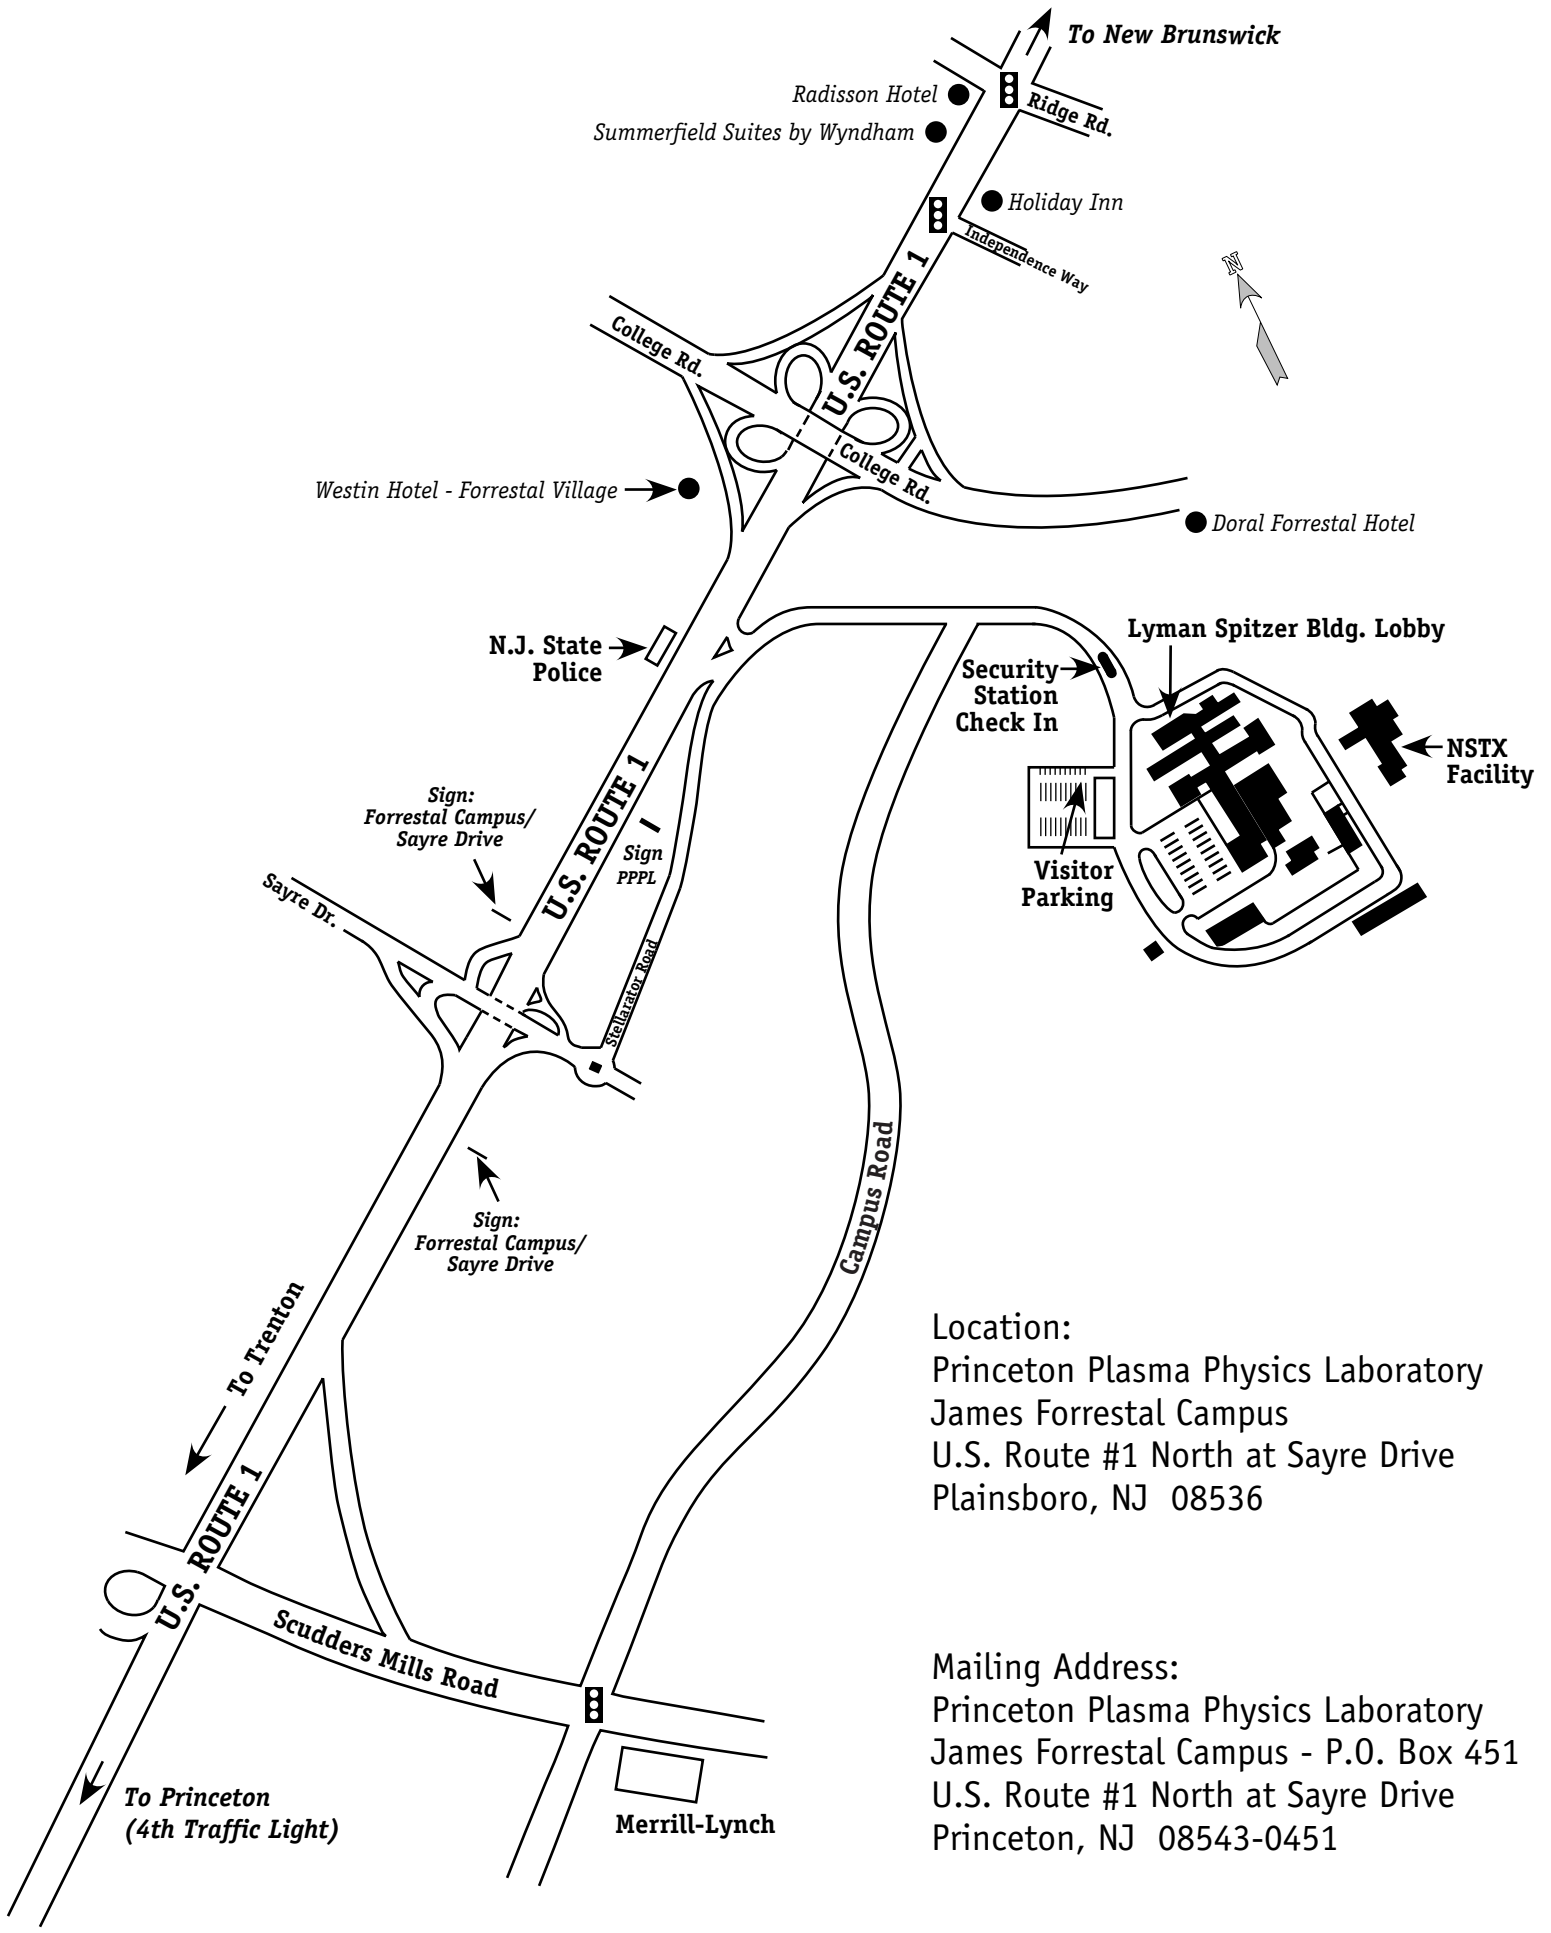 To New Brunswick
Radisson Hotel
Ridge Rd.
Summerfield Suites by Wyndham
Holiday Inn
Independence Way
N
U.S. ROUTE 1
College Rd.
College Rd.
Westin Hotel - Forrestal Village
Doral Forrestal Hotel
N.J. State
Police
Lyman Spitzer Bldg. Lobby
Security
Station
Check In
NSTX
Facility
Sign:
Forrestal Campus/
Sayre Drive
U.S. ROUTE 1
Sign
PPPL
Visitor
Parking
Sayre Dr.
Stellarator Road
Sign:
Forrestal Campus/
Sayre Drive
Campus Road
To Trenton
Location:
Princeton Plasma Physics Laboratory
James Forrestal Campus
U.S. Route #1 North at Sayre Drive
Plainsboro, NJ 08536
U.S. ROUTE 1
Scudders Mills Road
Mailing Address:
Princeton Plasma Physics Laboratory
James Forrestal Campus - P.O. Box 451
U.S. Route #1 North at Sayre Drive
Princeton, NJ 08543-0451
To Princeton
(4th Traffic Light)
Merrill-Lynch